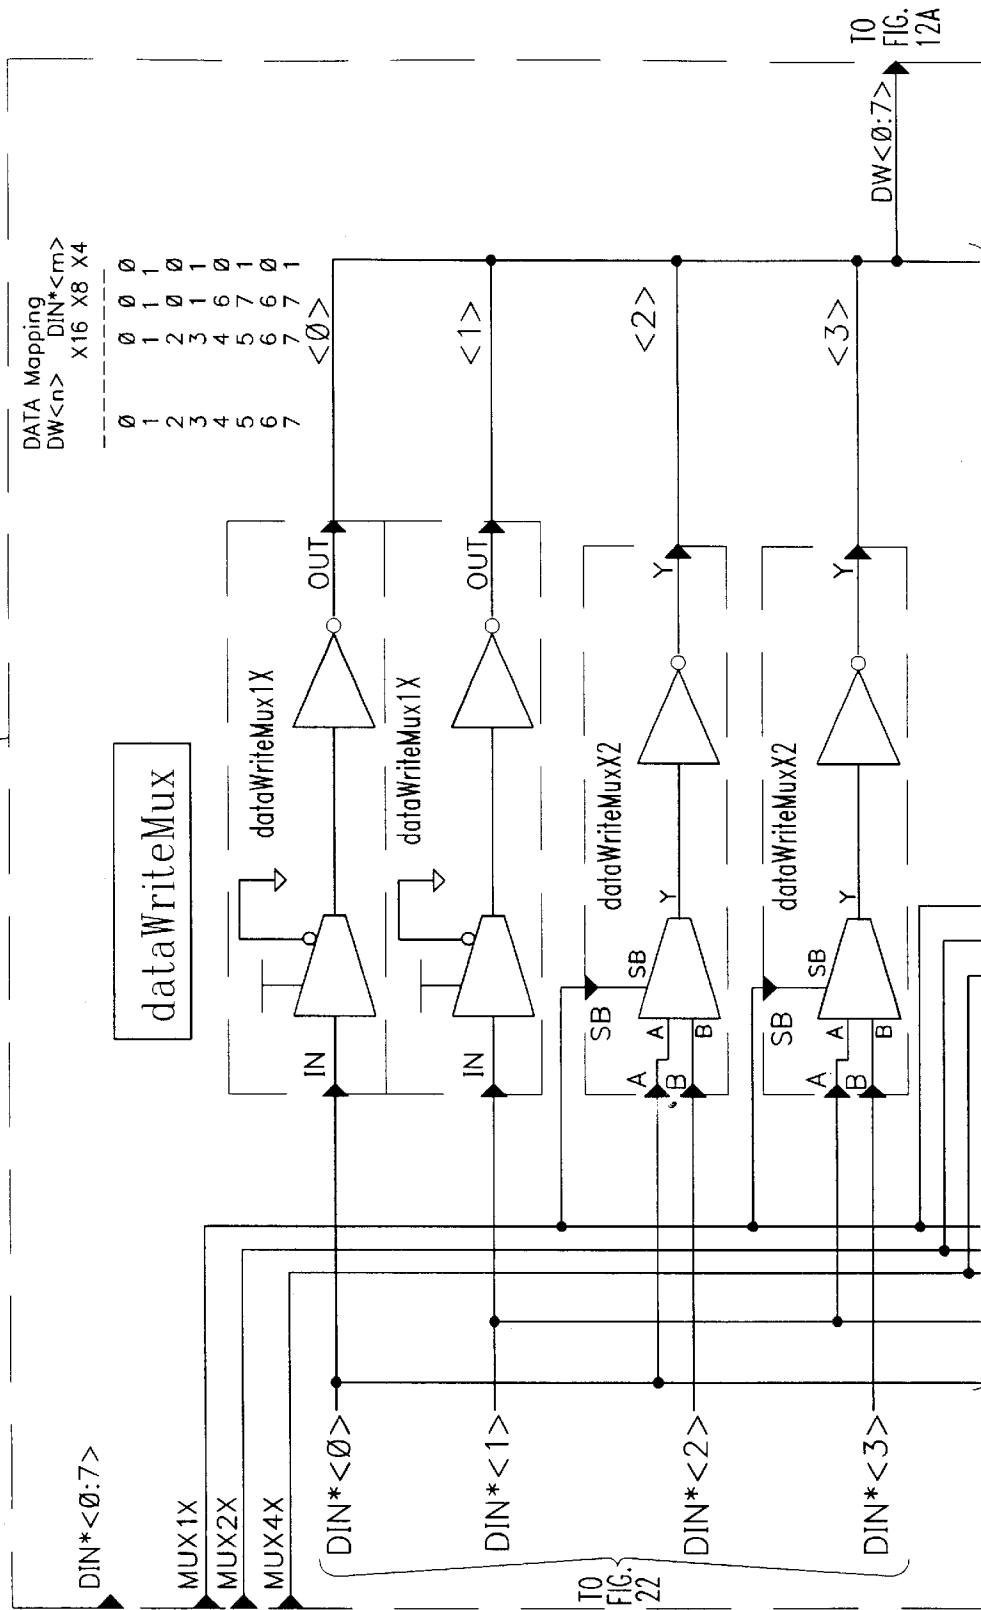 DATA Mapping
DW<n> DIN*<m>
X16 X8 X4
Ø Ø Ø Ø
1 1 1 1
2 2 Ø Ø
3 3 1 1
4 4 6 Ø
5 5 7 1
6 6 6 Ø
7 7 7 1
dataWriteMux
DIN*<Ø:7>
MUX1X
MUX2X
MUX4X
DIN*<Ø>
IN
dataWriteMux1X
OUT
<Ø>
DIN*<1>
IN
dataWriteMux1X
OUT
<1>
DIN*<2>
A
B
SB
A
B
SB
Y
dataWriteMuxX2
Y
<2>
DIN*<3>
A
B
SB
A
B
SB
Y
dataWriteMuxX2
Y
<3>
TO
FIG.
22
DW<Ø:7>
TO
FIG.
12A